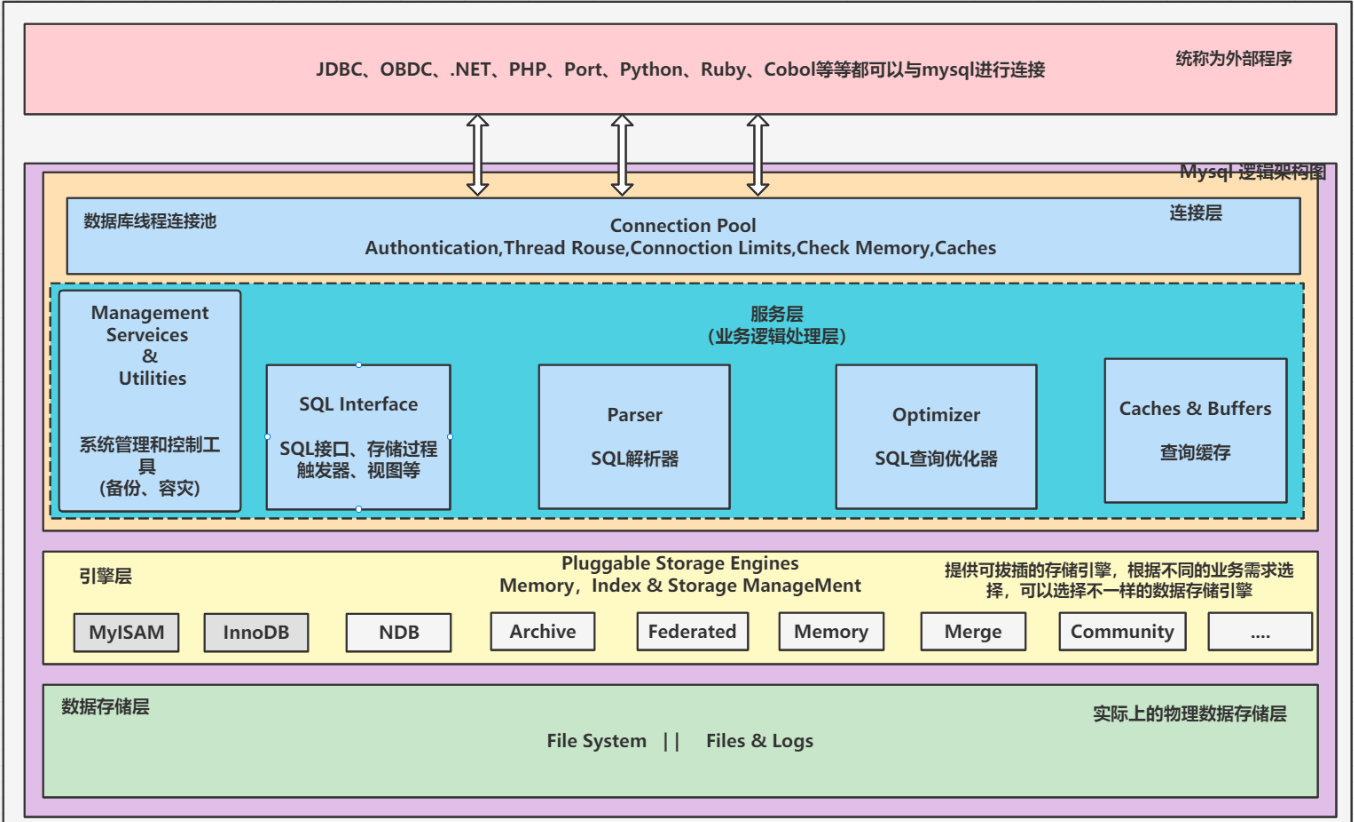 JDBC、OBDC、.NET、PHP、Port、Python、Ruby、Cobol等等都可以与mysql进行连接
统称为外部程序
Mysql 逻辑架构图
数据库线程连接池
连接层
Connection Pool
Authontication,Thread Rouse,Connoction Limits,Check Memory,Caches
Management
Serveices
&
Utilities
系统管理和控制工
具
(备份、容灾)
服务层
(业务逻辑处理层)
SQL Interface
SQL接口、存储过程
触发器、视图等
Parser
SQL解析器
Optimizer
SQL查询优化器
Caches & Buffers
查询缓存
引擎层
Pluggable Storage Engines
Memory，Index & Storage ManageMent
提供可拔插的存储引擎，根据不同的业务需求选
择，可以选择不一样的数据存储引擎
MyISAM
InnoDB
NDB
Archive
Federated
Memory
Merge
Community
....
数据存储层
实际上的物理数据存储层
File System || Files & Logs